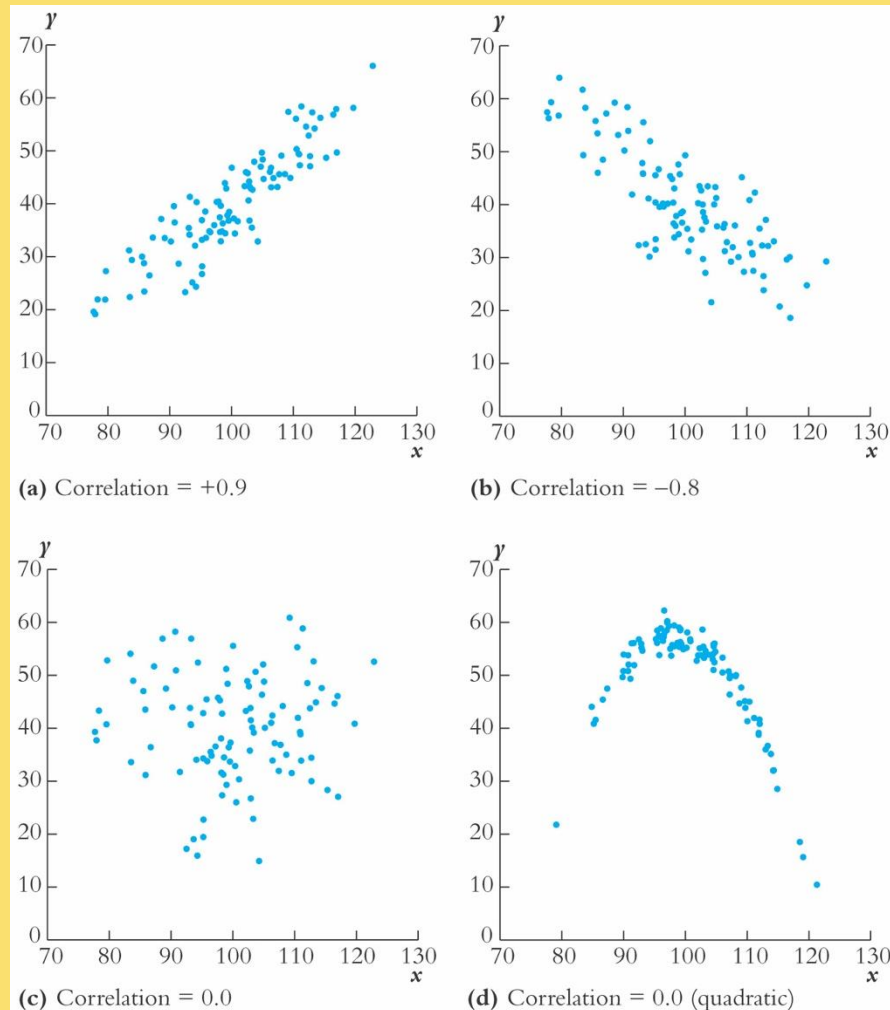 y
70
60
50
40
30
20
10
0
70 80 90 100 110 120 130
x
(a) Correlation = +0.9
y
70
60
50
40
30
20
10
0
70 80 90 100 110 120 130
x
(b) Correlation = −0.8
y
70
60
50
40
30
20
10
0
70 80 90 100 110 120 130
x
(c) Correlation = 0.0
y
70
60
50
40
30
20
10
0
70 80 90 100 110 120 130
x
(d) Correlation = 0.0 (quadratic)